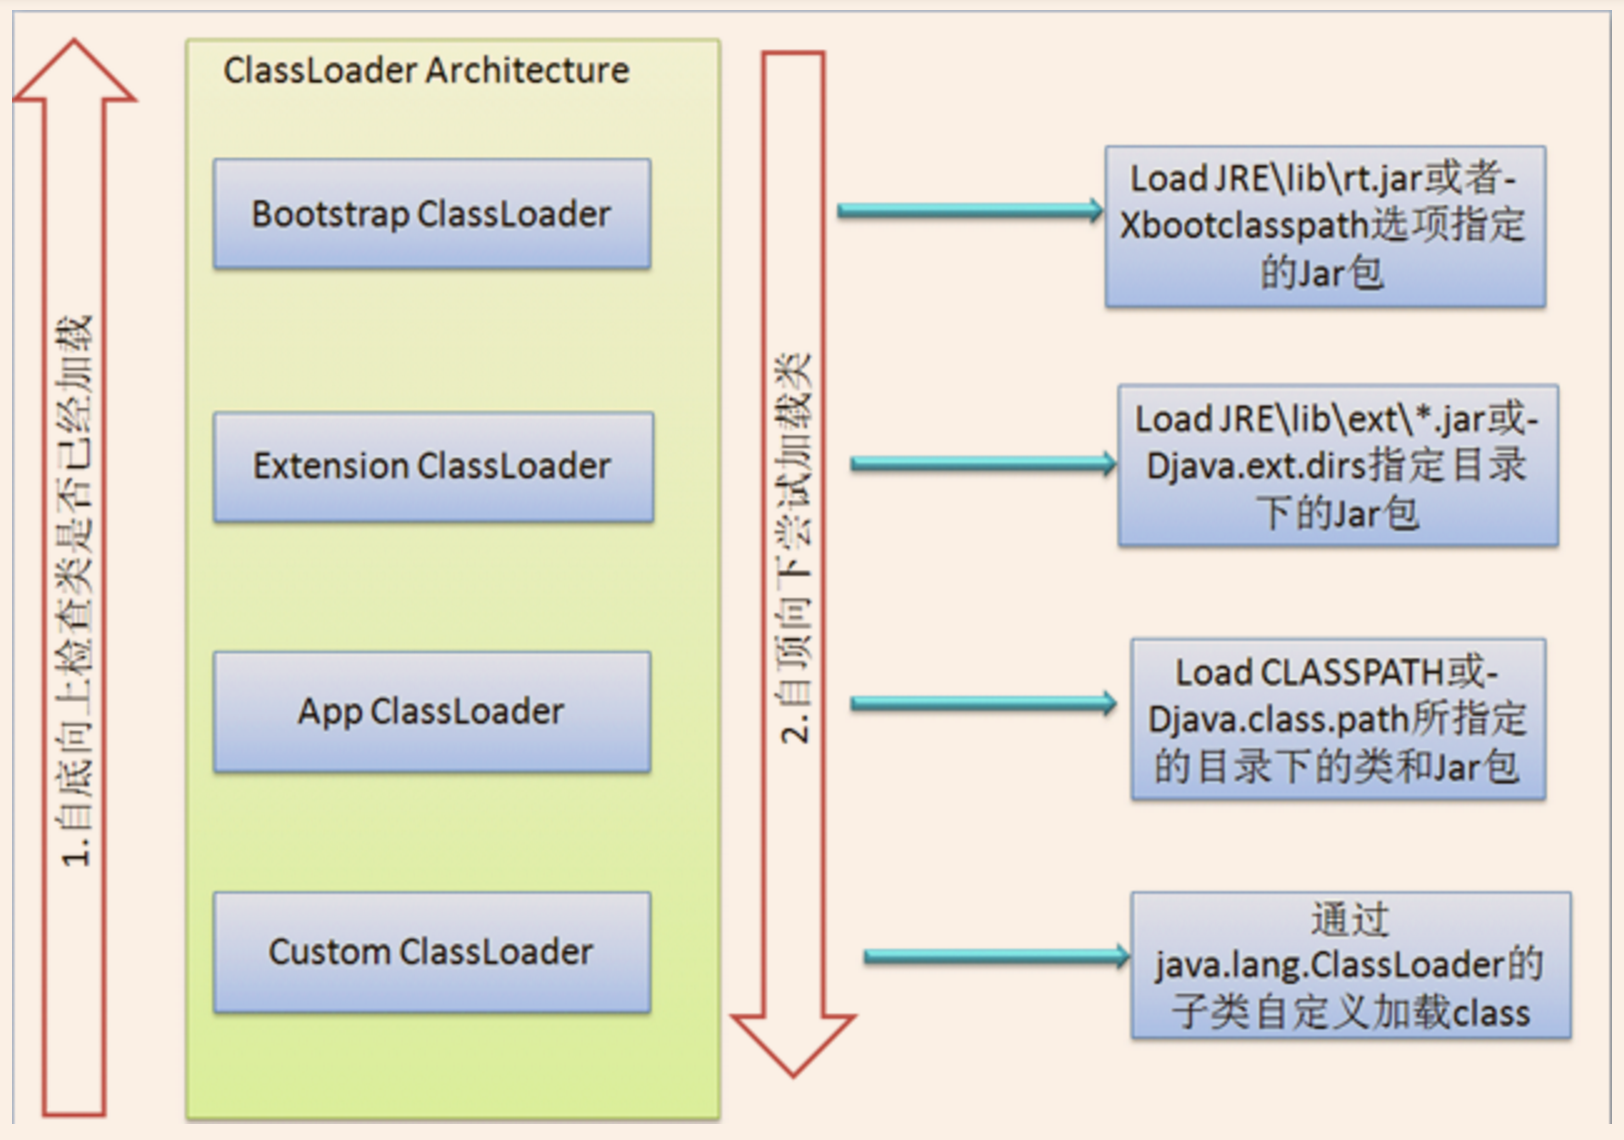 ClassLoader Architecture
1.自底向上检查类是否已经加载
2.自顶向下尝试加载类
Bootstrap ClassLoader
Load JRE\lib\rt.jar或者-
Xbootclasspath选项指定
的Jar包
Extension ClassLoader
Load JRE\lib\ext\*.jar或-
Djava.ext.dirs指定目录
下的Jar包
App ClassLoader
Load CLASSPATH或-
Djava.class.path所指定
的目录下的类和Jar包
Custom ClassLoader
通过
java.lang.ClassLoader的
子类自定义加载class